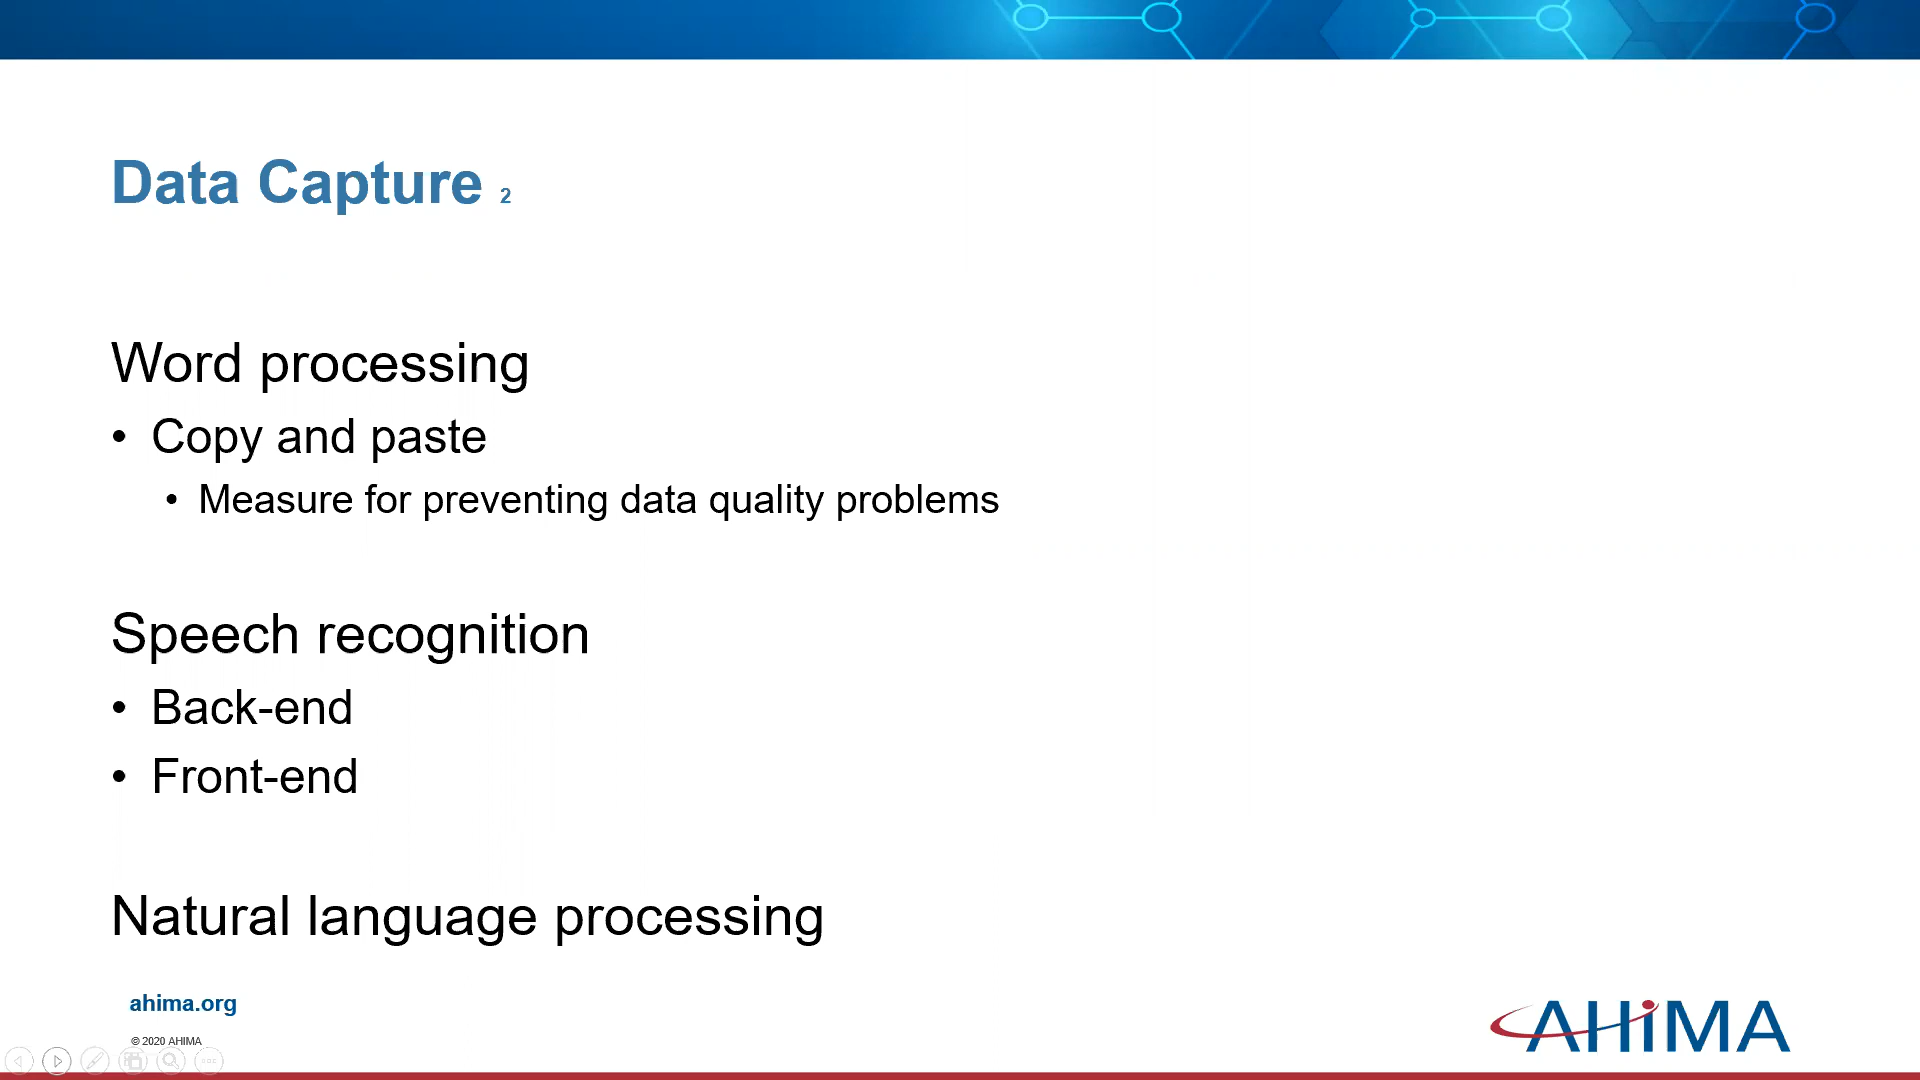 Data Capture 2
Word processing
• Copy and paste
• Measure for preventing data quality problems
Speech recognition
• Back-end
• Front-end
Natural language processing
ahima.org
© 2020 AHIMA
AHiMA